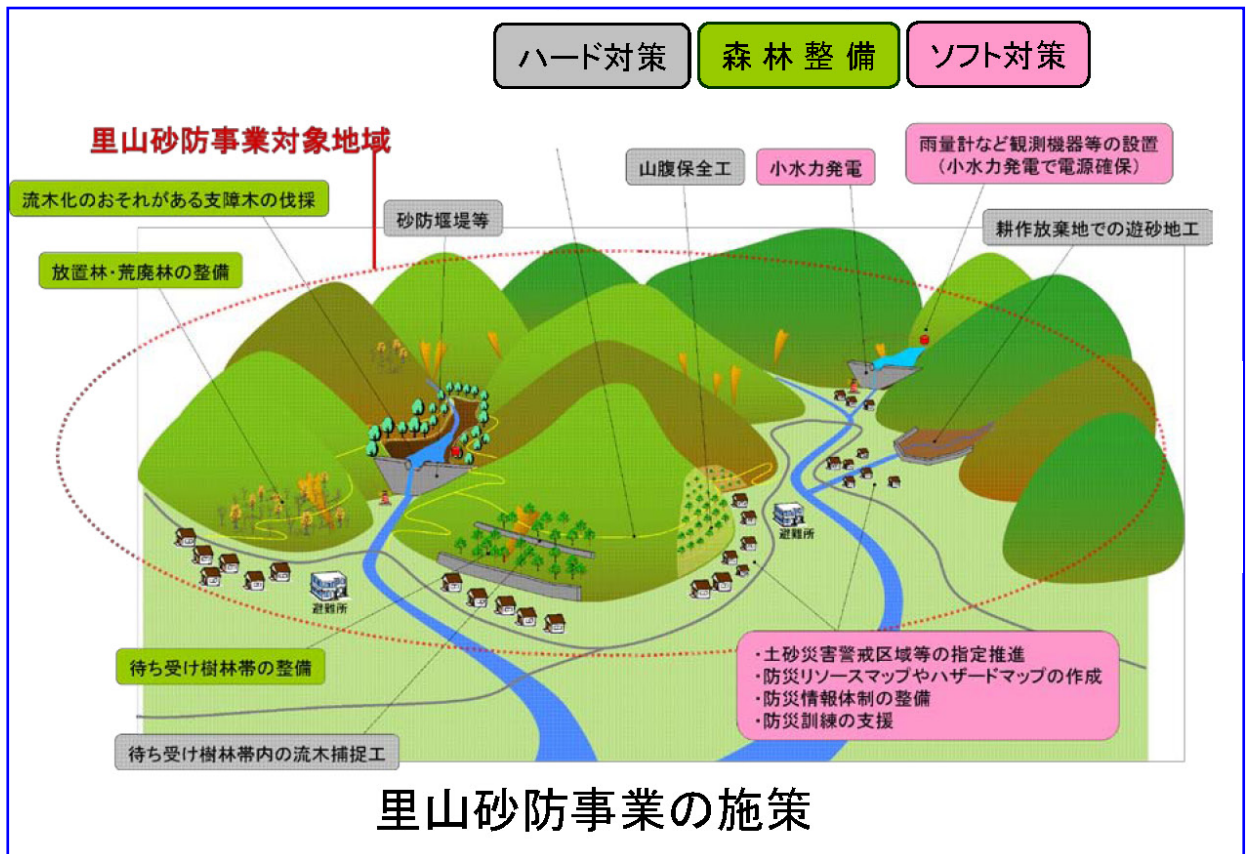 ハード対策
森林整備
ソフト対策
里山砂防事業対象地域
流木化のおそれがある支障木の伐採
放置林・荒廃林の整備
砂防堰堤等
山腹保全工
小水力発電
雨量計など観測機器等の設置
(小水力発電で電源確保)
耕作放棄地での遊砂地工
避難所
避難所
待ち受け樹林帯の整備
待ち受け樹林帯内の流木捕捉工
・土砂災害警戒区域等の指定推進
・防災リソースマップやハザードマップの作成
・防災情報体制の整備
・防災訓練の支援
里山砂防事業の施策